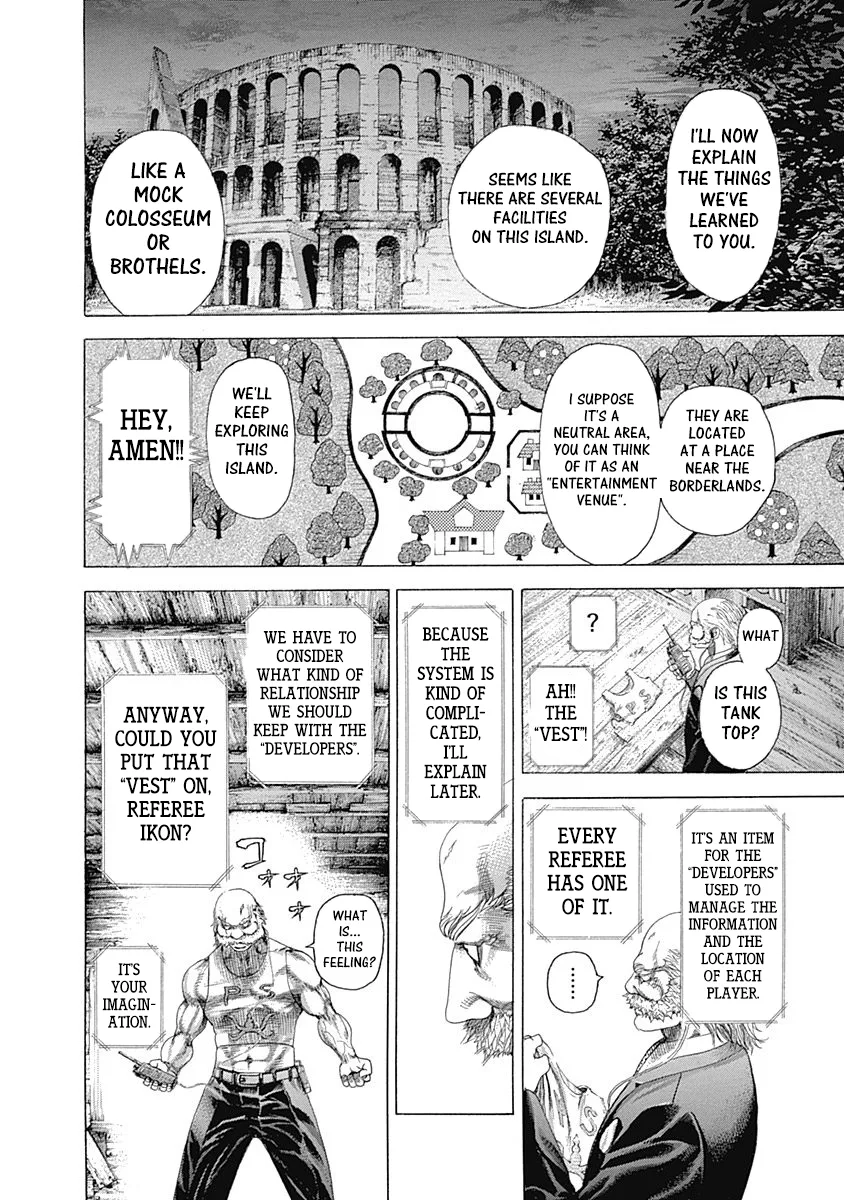 I'LL NOW
EXPLAIN
THE THINGS
WE'VE
LEARNED
TO YOU.
SEEMS LIKE
THERE ARE SEVERAL
FACILITIES
ON THIS ISLAND.
LIKE A
MOCK
COLOSSEUM
OR
BROTHELS.
THEY ARE
LOCATED
AT A PLACE
NEAR THE
BORDERLANDS.
I SUPPOSE
IT'S A
NEUTRAL AREA,
YOU CAN THINK
OF IT AS AN
"ENTERTAINMENT
VENUE".
WE'LL
KEEP
EXPLORING
THIS
ISLAND.
HEY,
AMEN!!
WHAT
IS THIS
TANK
TOP?
?
AH!!
THE
"VEST"!
IT'S AN ITEM
FOR THE
"DEVELOPERS"
USED TO
MANAGE THE
INFORMATION
AND THE
LOCATION
OF EACH
PLAYER.
EVERY
REFEREE
HAS ONE
OF IT.
......
BECAUSE
THE
SYSTEM IS
KIND OF
COMPLI-
CATED,
I'LL
EXPLAIN
LATER.
WE HAVE TO
CONSIDER
WHAT KIND OF
RELATIONSHIP
WE SHOULD
KEEP WITH THE
"DEVELOPERS".
ANYWAY,
COULD YOU
PUT THAT
"VEST" ON,
REFEREE
IKON?
コオオオ
WHAT
IS...
THIS
FEELING?
IT'S
YOUR
IMAGIN-
ATION.